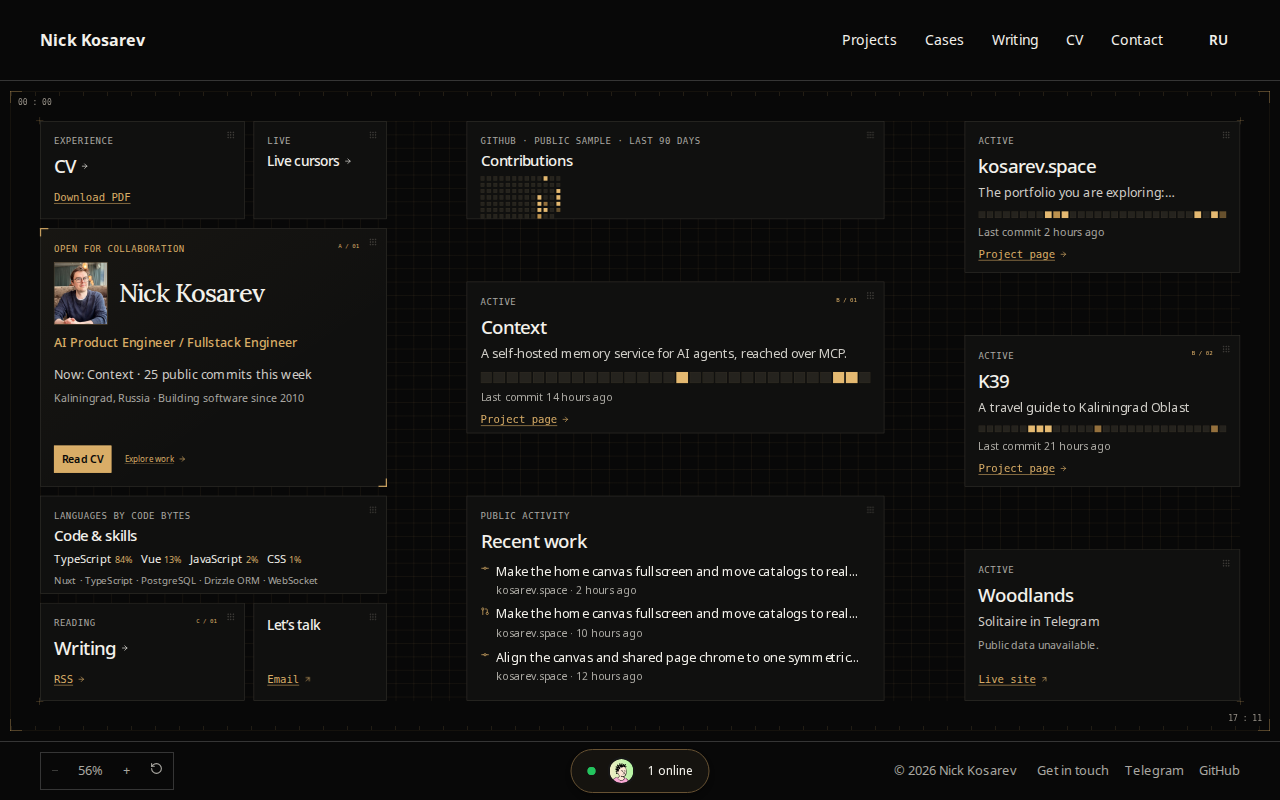 Nick Kosarev
Projects Cases Writing CV Contact RU
00 : 00
EXPERIENCE
CV
Download PDF
LIVE
Live cursors
OPEN FOR COLLABORATION
A / 01
Nick Kosarev
AI Product Engineer / Fullstack Engineer
Now: Context · 25 public commits this week
Kaliningrad, Russia · Building software since 2010
Read CV
Explore work
LANGUAGES BY CODE BYTES
Code & skills
TypeScript 84% Vue 13% JavaScript 2% CSS 1%
Nuxt · TypeScript · PostgreSQL · Drizzle ORM · WebSocket
READING
C / 01
Writing
RSS
Let's talk
Email
GITHUB · PUBLIC SAMPLE · LAST 90 DAYS
Contributions
ACTIVE
B / 01
Context
A self-hosted memory service for AI agents, reached over MCP.
Last commit 14 hours ago
Project page
PUBLIC ACTIVITY
Recent work
Make the home canvas fullscreen and move catalogs to real...
kosarev.space · 2 hours ago
Make the home canvas fullscreen and move catalogs to real...
kosarev.space · 10 hours ago
Align the canvas and shared page chrome to one symmetric...
kosarev.space · 12 hours ago
ACTIVE
kosarev.space
The portfolio you are exploring:...
Last commit 2 hours ago
Project page
ACTIVE
B / 02
K39
A travel guide to Kaliningrad Oblast
Last commit 21 hours ago
Project page
ACTIVE
Woodlands
Solitaire in Telegram
Public data unavailable.
Live site
17 : 11
− 56% +
1 online
© 2026 Nick Kosarev Get in touch Telegram GitHub